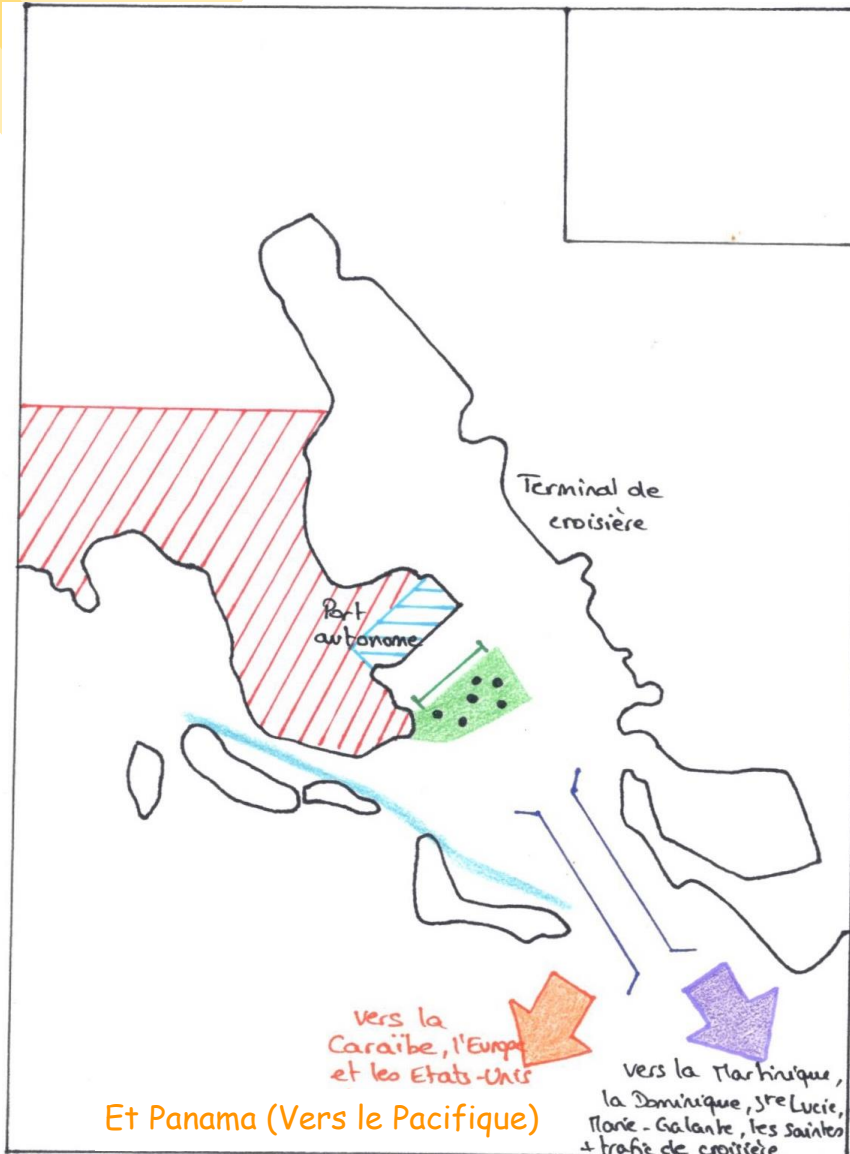 Terminal de
croisière
Port
autonome
vers la
Caraïbe, l'Europe
et les Etats-Unis
Et Panama (Vers le Pacifique)
vers la Martinique,
la Dominique, Ste Lucie,
Marie-Galante, les Saintes
+ trafic de croisière